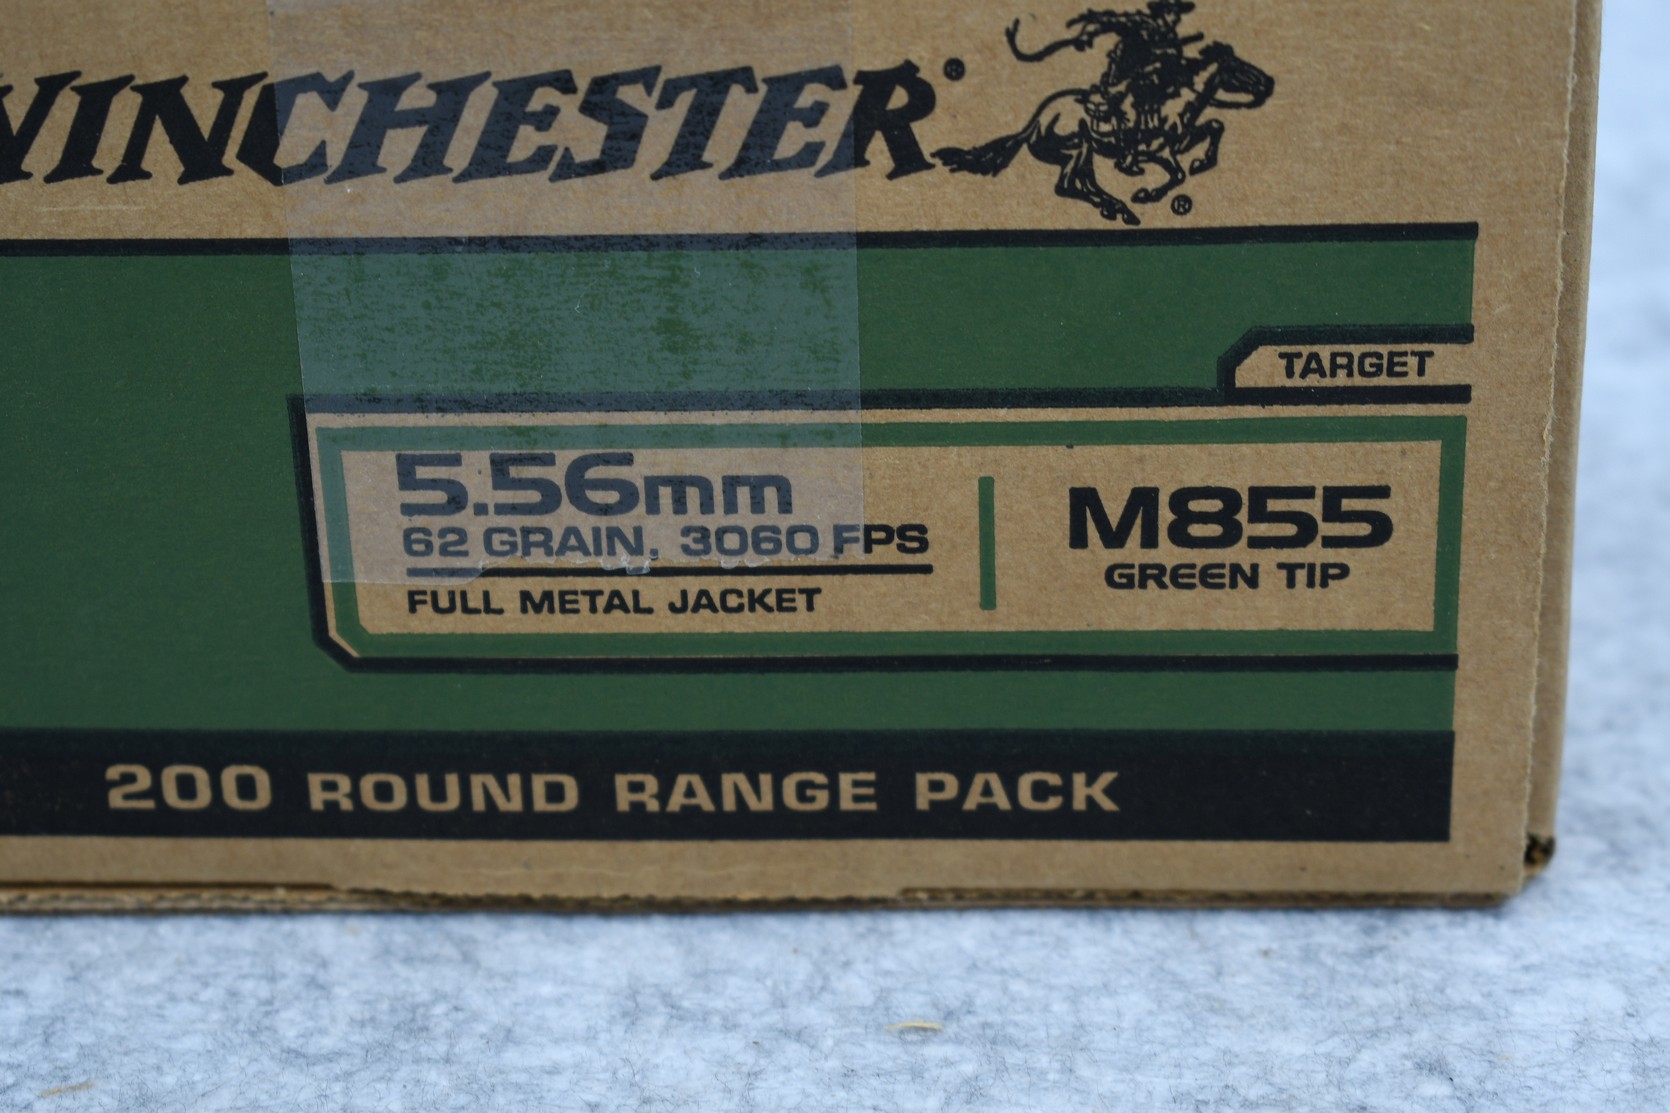 WINCHESTER®
®
TARGET
5.56mm
62 GRAIN, 3060 FPS
FULL METAL JACKET
M855
GREEN TIP
200 ROUND RANGE PACK